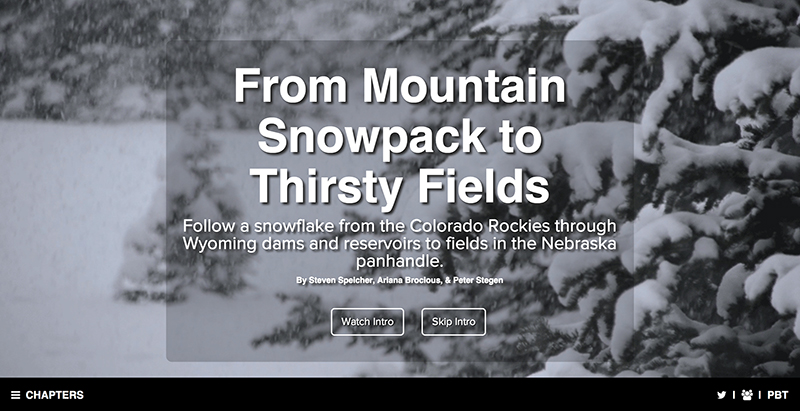 From Mountain
Snowpack to
Thirsty Fields
Follow a snowflake from the Colorado Rockies through
Wyoming dams and reservoirs to fields in the Nebraska
panhandle.
By Steven Speicher, Ariana Brocious, & Peter Stegen
Watch Intro Skip Intro
CHAPTERS PBT